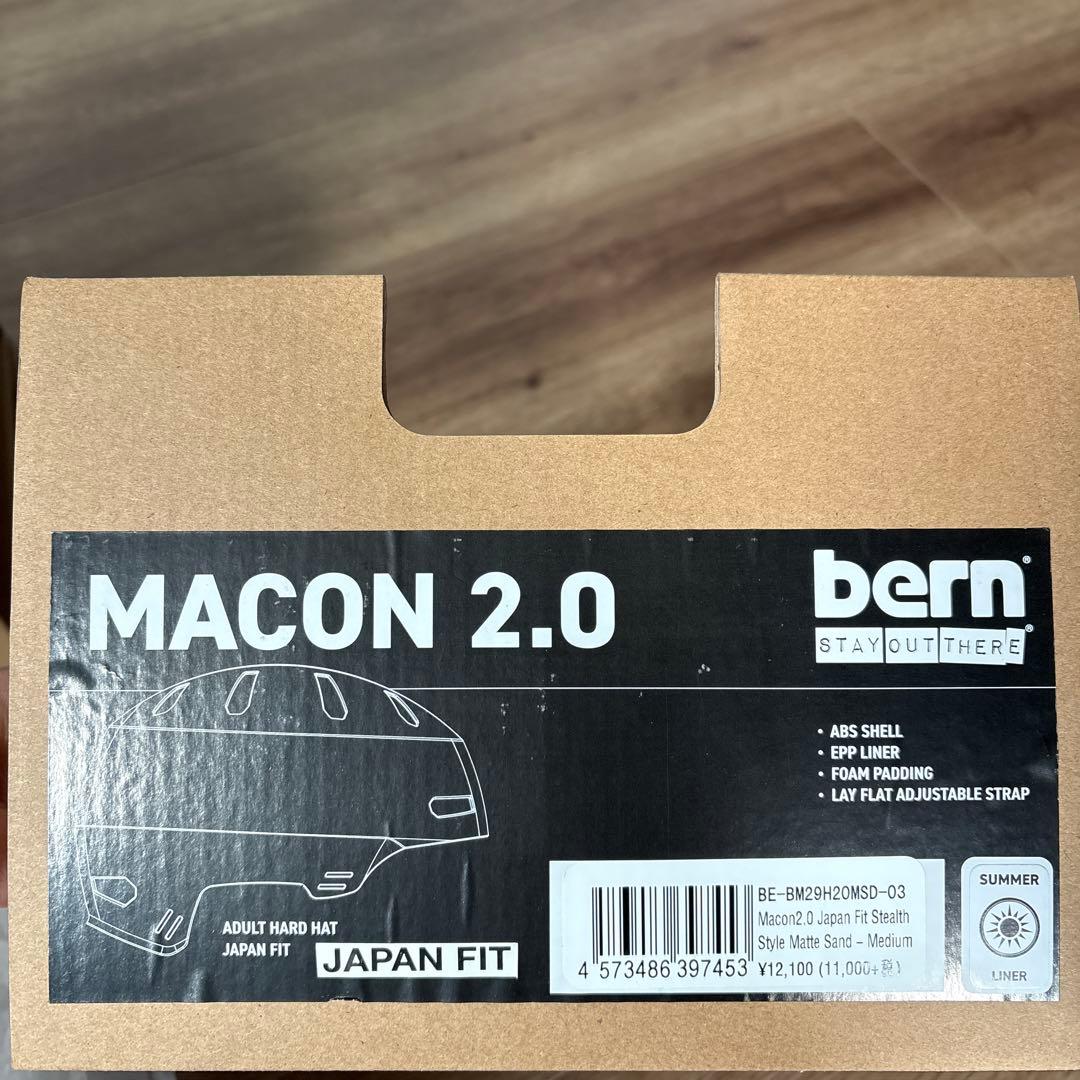 MACON 2.0
bern®
STAY OUT THERE®
• ABS SHELL
• EPP LINER
• FOAM PADDING
• LAY FLAT ADJUSTABLE STRAP
ADULT HARD HAT
JAPAN FIT
JAPAN FIT
BE-BM29H20MSD-03
Macon2.0 Japan Fit Stealth
Style Matte Sand - Medium
¥12,100 (11,000+税)
4 573486 397453
SUMMER
LINER